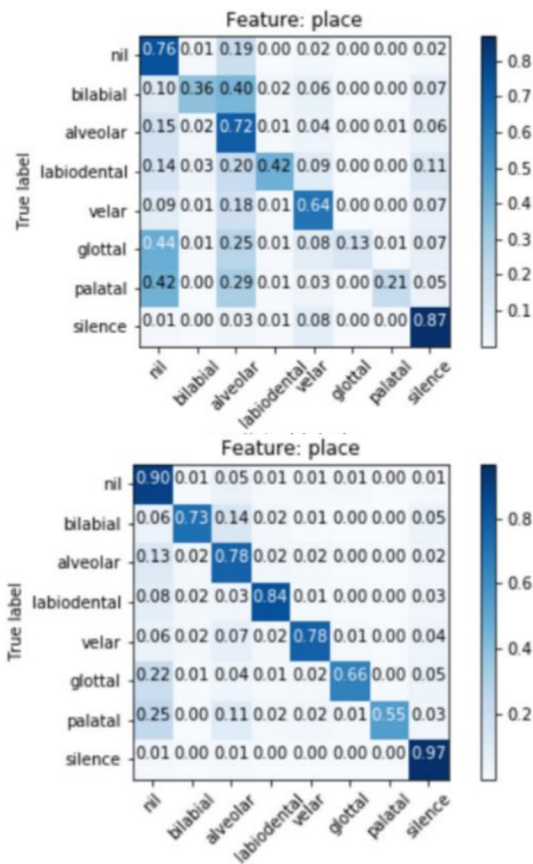 Feature: place
nil 0.76 0.01 0.19 0.00 0.02 0.00 0.00 0.02
bilabial 0.10 0.36 0.40 0.02 0.06 0.00 0.00 0.07
alveolar 0.15 0.02 0.72 0.01 0.04 0.00 0.01 0.06
labiodental 0.14 0.03 0.20 0.42 0.09 0.00 0.00 0.11
velar 0.09 0.01 0.18 0.01 0.64 0.00 0.00 0.07
glottal 0.44 0.01 0.25 0.01 0.08 0.13 0.01 0.07
palatal 0.42 0.00 0.29 0.01 0.03 0.00 0.21 0.05
silence 0.01 0.00 0.03 0.01 0.08 0.00 0.00 0.87
True label
nil bilabial alveolar labiodental velar glottal palatal silence
0.8
0.7
0.6
0.5
0.4
0.3
0.2
0.1
Feature: place
nil 0.90 0.01 0.05 0.01 0.01 0.01 0.00 0.01
bilabial 0.06 0.73 0.14 0.02 0.01 0.00 0.00 0.05
alveolar 0.13 0.02 0.78 0.02 0.02 0.00 0.00 0.02
labiodental 0.08 0.02 0.03 0.84 0.01 0.00 0.00 0.03
velar 0.06 0.02 0.07 0.02 0.78 0.01 0.00 0.04
glottal 0.22 0.01 0.04 0.01 0.02 0.66 0.00 0.05
palatal 0.25 0.00 0.11 0.02 0.02 0.01 0.55 0.03
silence 0.01 0.00 0.01 0.00 0.00 0.00 0.00 0.97
True label
nil bilabial alveolar labiodental velar glottal palatal silence
0.8
0.6
0.4
0.2